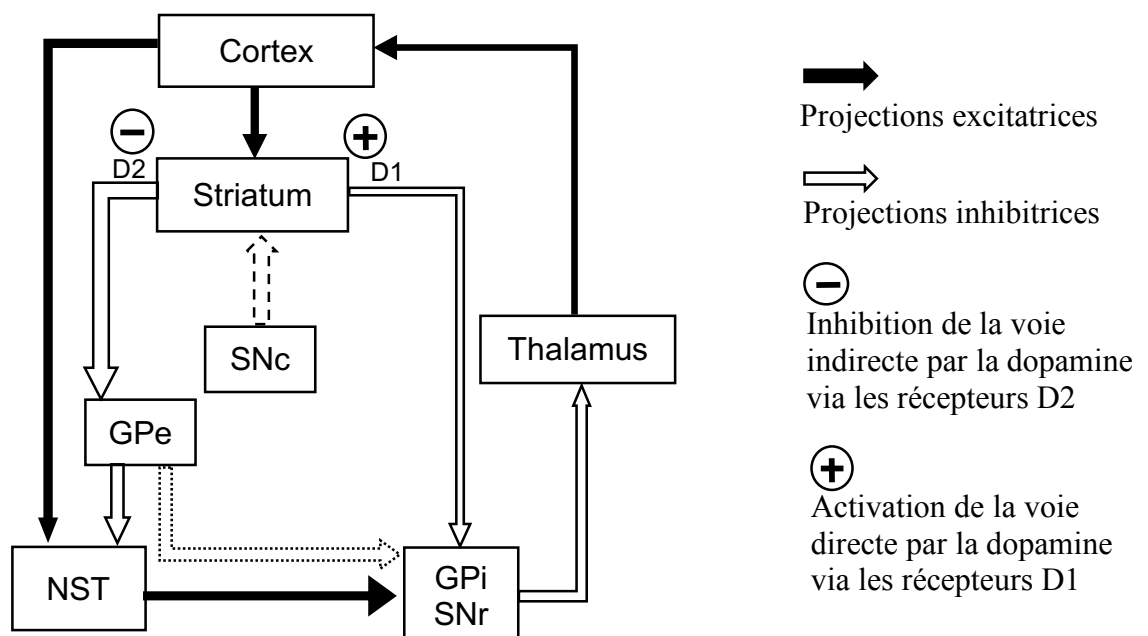 Cortex
D2
D1
Striatum
SNc
Thalamus
GPe
NST
GPi
SNr
Projections excitatrices
Projections inhibitrices
Inhibition de la voie
indirecte par la dopamine
via les récepteurs D2
Activation de la voie
directe par la dopamine
via les récepteurs D1